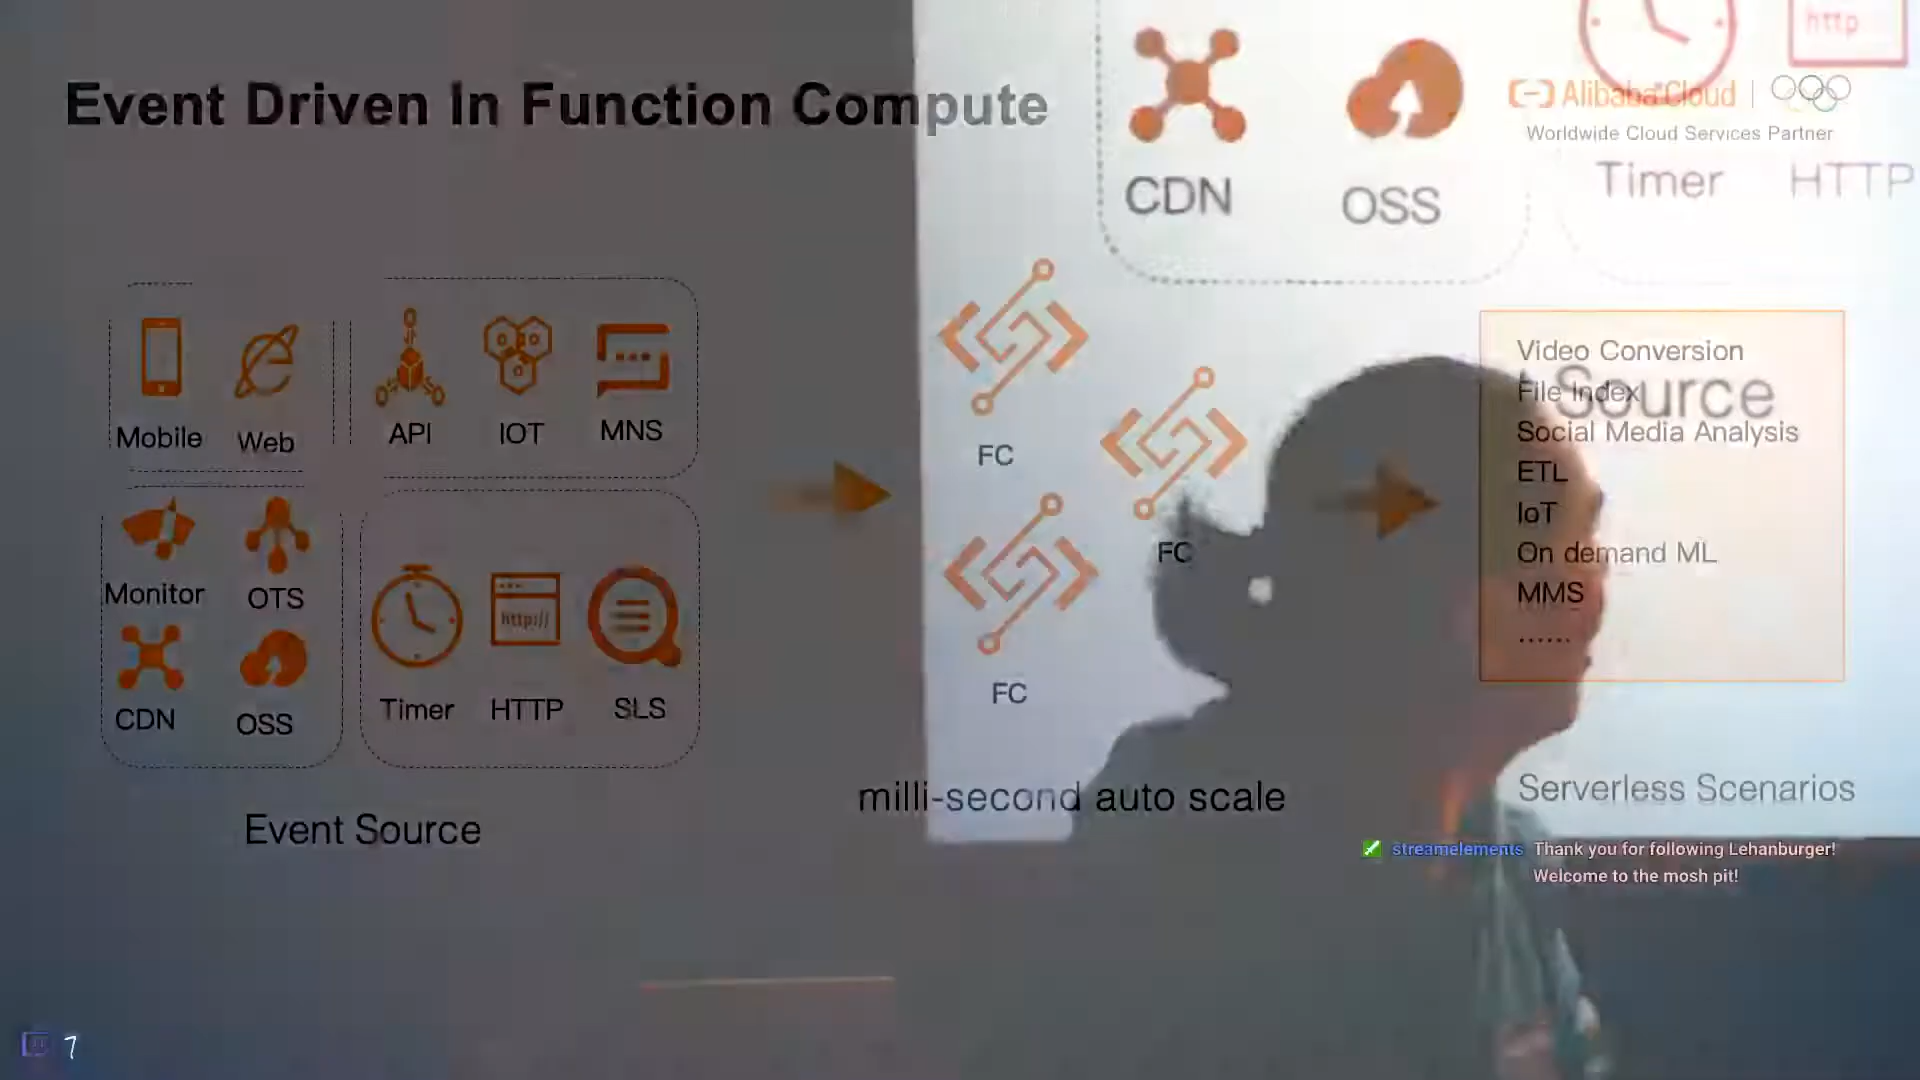 Event Driven In Function Compute
http
Alibaba Cloud
Worldwide Cloud Services Partner
CDN
OSS
Timer
HTTP
Mobile
Web
API
IOT
MNS
Monitor
OTS
CDN
OSS
http://
Timer
HTTP
SLS
Event Source
FC
FC
FC
milli-second auto scale
Source
Video Conversion
File Index
Social Media Analysis
ETL
IoT
On demand ML
MMS
......
Serverless Scenarios
streamelements Thank you for following Lehanburger!
Welcome to the mosh pit!
7